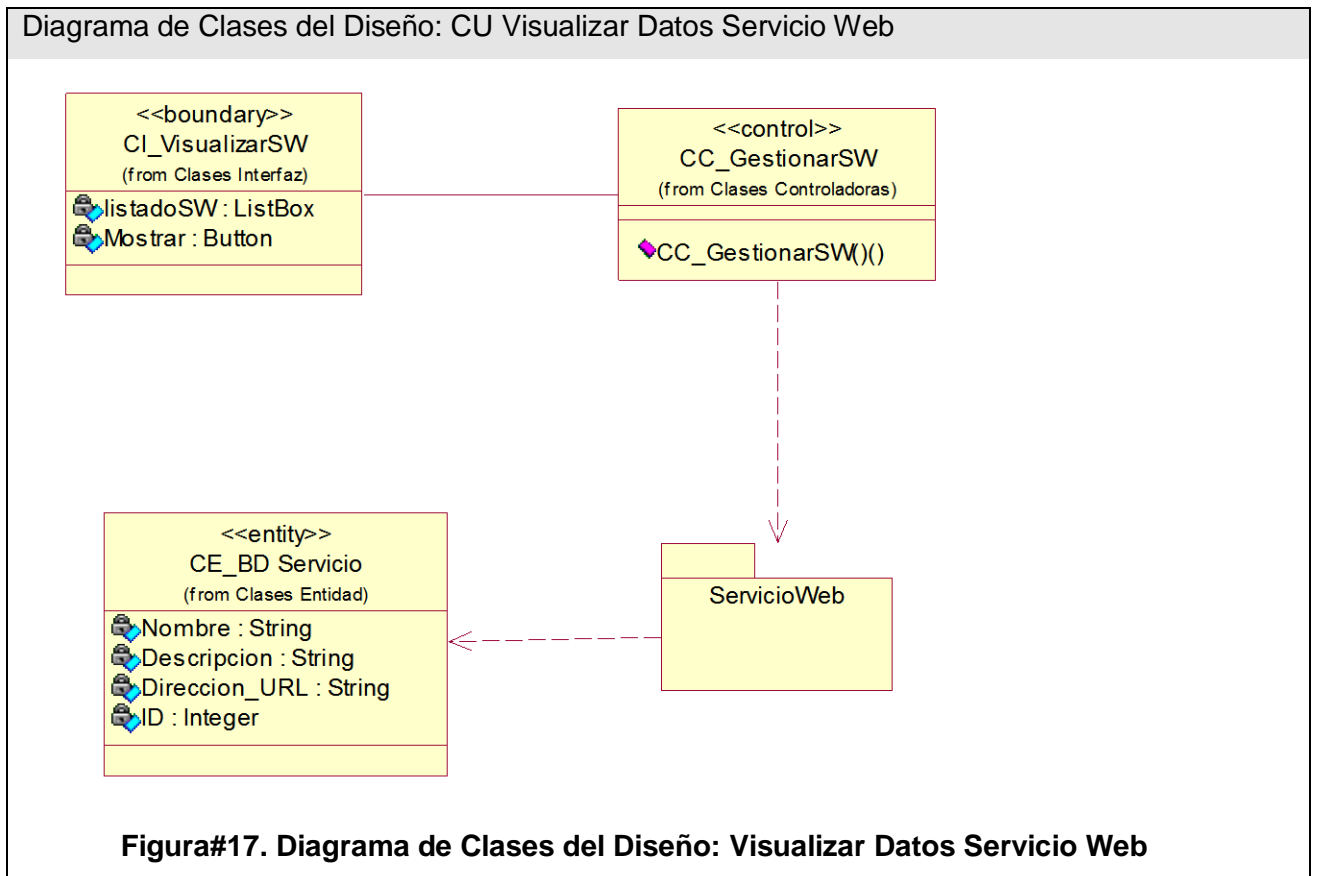 Diagrama de Clases del Diseño: CU Visualizar Datos Servicio Web
<<boundary>>
CI_VisualizarSW
(from Clases Interfaz)
listadoSW : ListBox
Mostrar : Button
<<control>>
CC_GestionarSW
(from Clases Controladoras)
CC_GestionarSW()()
<<entity>>
CE_BD Servicio
(from Clases Entidad)
Nombre : String
Descripcion : String
Direccion_URL : String
ID : Integer
ServicioWeb
Figura#17. Diagrama de Clases del Diseño: Visualizar Datos Servicio Web